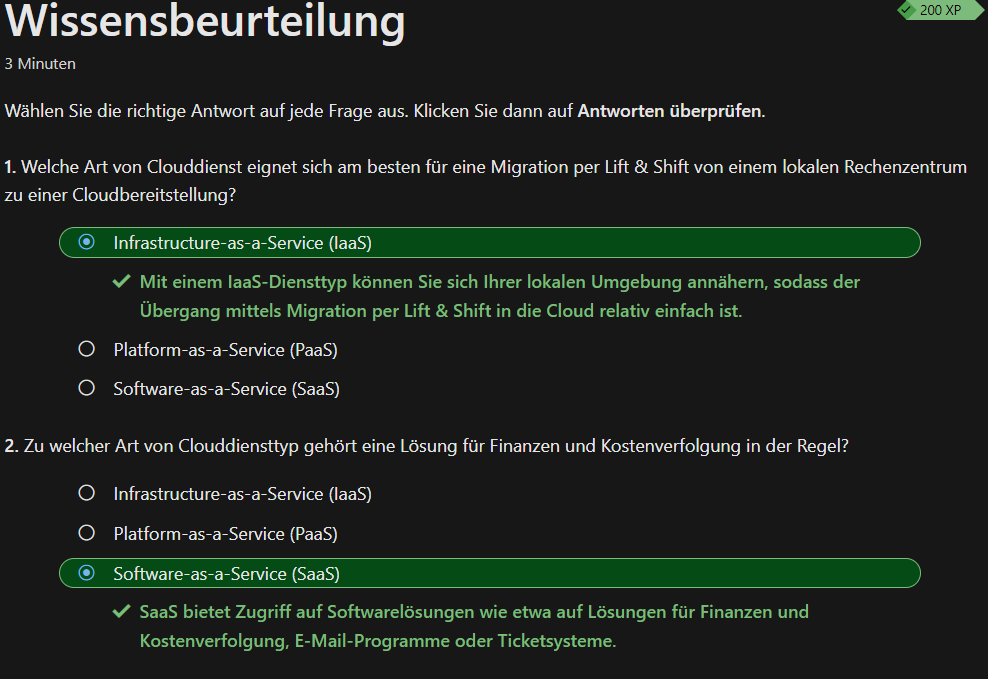 Wissensbeurteilung
200 XP
3 Minuten
Wählen Sie die richtige Antwort auf jede Frage aus. Klicken Sie dann auf Antworten überprüfen.
1. Welche Art von Clouddienst eignet sich am besten für eine Migration per Lift & Shift von einem lokalen Rechenzentrum
zu einer Cloudbereitstellung?
Infrastructure-as-a-Service (IaaS)
Mit einem IaaS-Diensttyp können Sie sich Ihrer lokalen Umgebung annähern, sodass der
Übergang mittels Migration per Lift & Shift in die Cloud relativ einfach ist.
Platform-as-a-Service (PaaS)
Software-as-a-Service (SaaS)
2. Zu welcher Art von Clouddiensttyp gehört eine Lösung für Finanzen und Kostenverfolgung in der Regel?
Infrastructure-as-a-Service (IaaS)
Platform-as-a-Service (PaaS)
Software-as-a-Service (SaaS)
SaaS bietet Zugriff auf Softwarelösungen wie etwa auf Lösungen für Finanzen und
Kostenverfolgung, E-Mail-Programme oder Ticketsysteme.